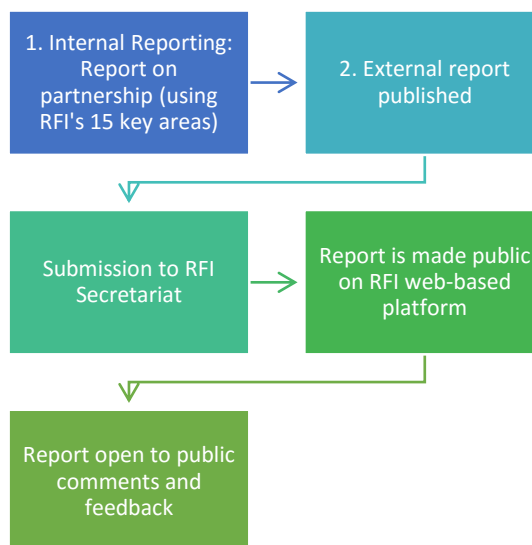 1. Internal Reporting:
Report on
partnership (using
RFI's 15 key areas)
2. External report
published
Submission to RFI
Secretariat
Report is made public
on RFI web-based
platform
Report open to public
comments and
feedback